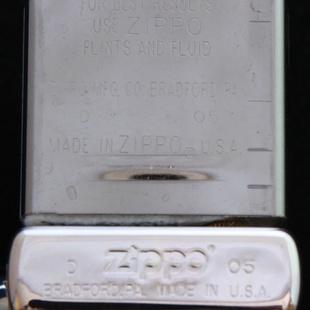 FOR BEST RESULTS
USE ZIPPO
FLINTS AND FLUID
MFG. CO. BRADFORD, PA.
D 05
MADE IN ZIPPO U.S.A.
Zippo
D 05
BRADFORD, PA. MADE IN U.S.A.